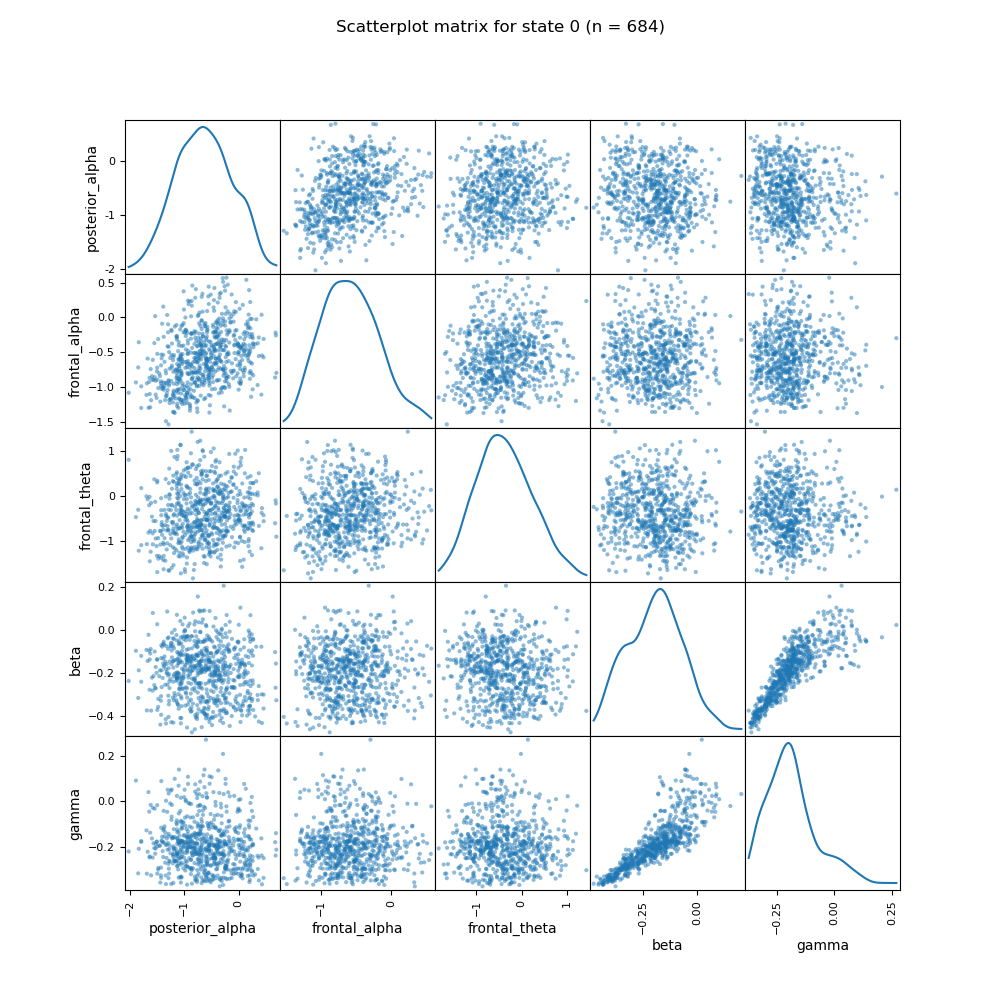 Scatterplot matrix for state 0 (n = 684)
posterior_alpha
0
−1
−2
frontal_alpha
0.5
0.0
−0.5
−1.0
−1.5
frontal_theta
1
0
−1
beta
0.2
0.0
−0.2
−0.4
gamma
0.2
0.0
−0.2
−2
−1
0
−1
0
−1
0
1
−0.25
0.00
−0.25
0.00
0.25
posterior_alpha
frontal_alpha
frontal_theta
beta
gamma